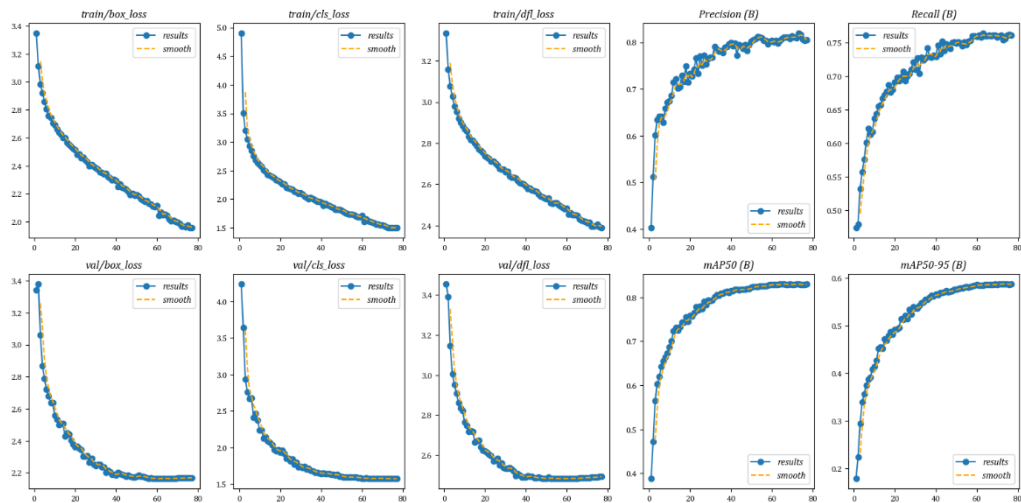 train/box_loss
results
smooth
3.4
3.2
3.0
2.8
2.6
2.4
2.2
2.0
0 20 40 60 80
train/cls_loss
results
smooth
5.0
4.5
4.0
3.5
3.0
2.5
2.0
1.5
0 20 40 60 80
train/dfl_loss
results
smooth
3.2
3.0
2.8
2.6
2.4
0 20 40 60 80
Precision (B)
0.8
0.7
0.6
0.5
0.4
results
smooth
0 20 40 60 80
Recall (B)
results
smooth
0.75
0.70
0.65
0.60
0.55
0.50
0 20 40 60 80
val/box_loss
results
smooth
3.4
3.2
3.0
2.8
2.6
2.4
2.2
0 20 40 60 80
val/cls_loss
results
smooth
4.0
3.5
3.0
2.5
2.0
1.5
0 20 40 60 80
val/dfl_loss
results
smooth
3.4
3.2
3.0
2.8
2.6
0 20 40 60 80
mAP50 (B)
0.8
0.7
0.6
0.5
0.4
results
smooth
0 20 40 60 80
mAP50-95 (B)
0.6
0.5
0.4
0.3
0.2
results
smooth
0 20 40 60 80